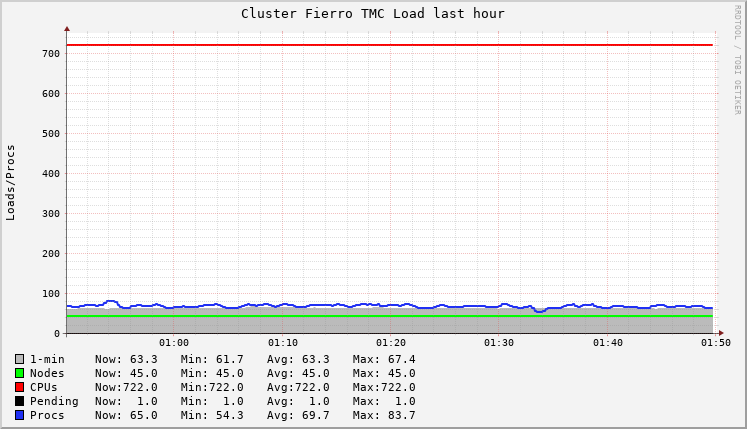 Cluster Fierro TMC Load last hour
RRDTOOL / TOBI OETIKER
Loads/Procs
700
600
500
400
300
200
100
0
01:00 01:10 01:20 01:30 01:40 01:50
1-min Now: 63.3 Min: 61.7 Avg: 63.3 Max: 67.4
Nodes Now: 45.0 Min: 45.0 Avg: 45.0 Max: 45.0
CPUs Now:722.0 Min:722.0 Avg:722.0 Max:722.0
Pending Now: 1.0 Min: 1.0 Avg: 1.0 Max: 1.0
Procs Now: 65.0 Min: 54.3 Avg: 69.7 Max: 83.7